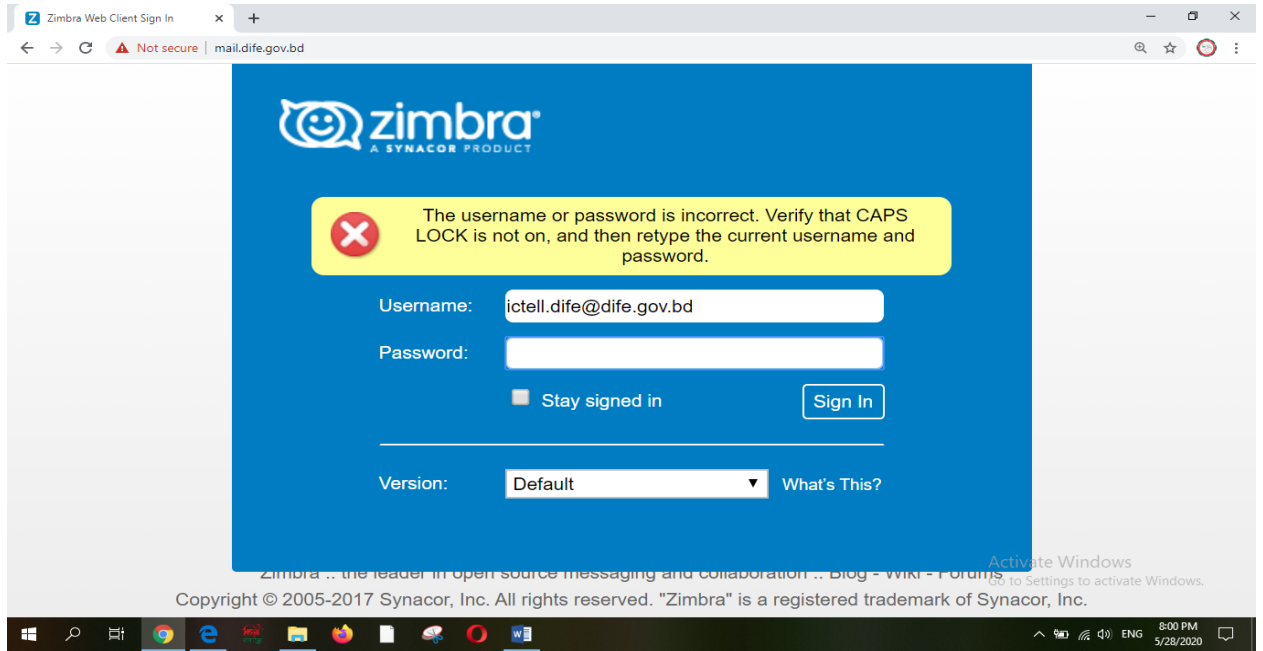 Zimbra Web Client Sign In
Not secure | mail.dife.gov.bd
zimbra®
A SYNACOR PRODUCT
The username or password is incorrect. Verify that CAPS
LOCK is not on, and then retype the current username and
password.
Username: ictell.dife@dife.gov.bd
Password:
Stay signed in Sign In
Version: Default What's This?
Zimbra :: the leader in open source messaging and collaboration :: Blog - Wiki - Forums
Copyright © 2005-2017 Synacor, Inc. All rights reserved. "Zimbra" is a registered trademark of Synacor, Inc.
Activate Windows
Go to Settings to activate Windows.
ENG
8:00 PM
5/28/2020